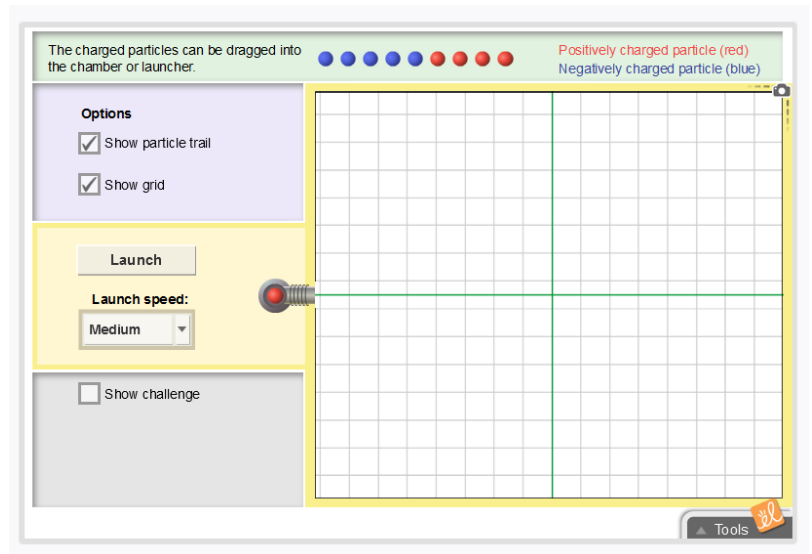 The charged particles can be dragged into
the chamber or launcher.
Positively charged particle (red)
Negatively charged particle (blue)
Options
Show particle trail
Show grid
Launch
Launch speed:
Medium
Show challenge
Tools
él